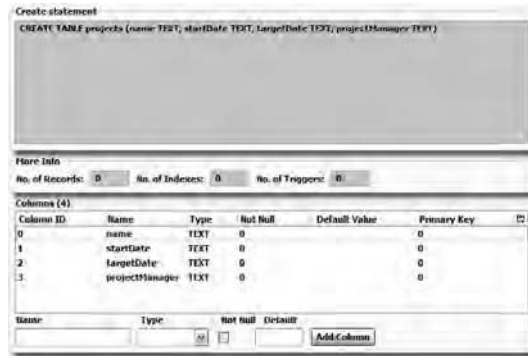 Create statement
CREATE TABLE projects (name TEXT, startDate TEXT, targetDate TEXT, projectManager TEXT)
More Info
No. of Records: 0 No. of Indexes: 0 No. of Triggers: 0
Columns (4)
Column ID Name Type Not Null Default Value Primary Key
0 name TEXT 0 0
1 startDate TEXT 0 0
2 targetDate TEXT 0 0
3 projectManager TEXT 0 0
Name Type Not Null Default
Add Column